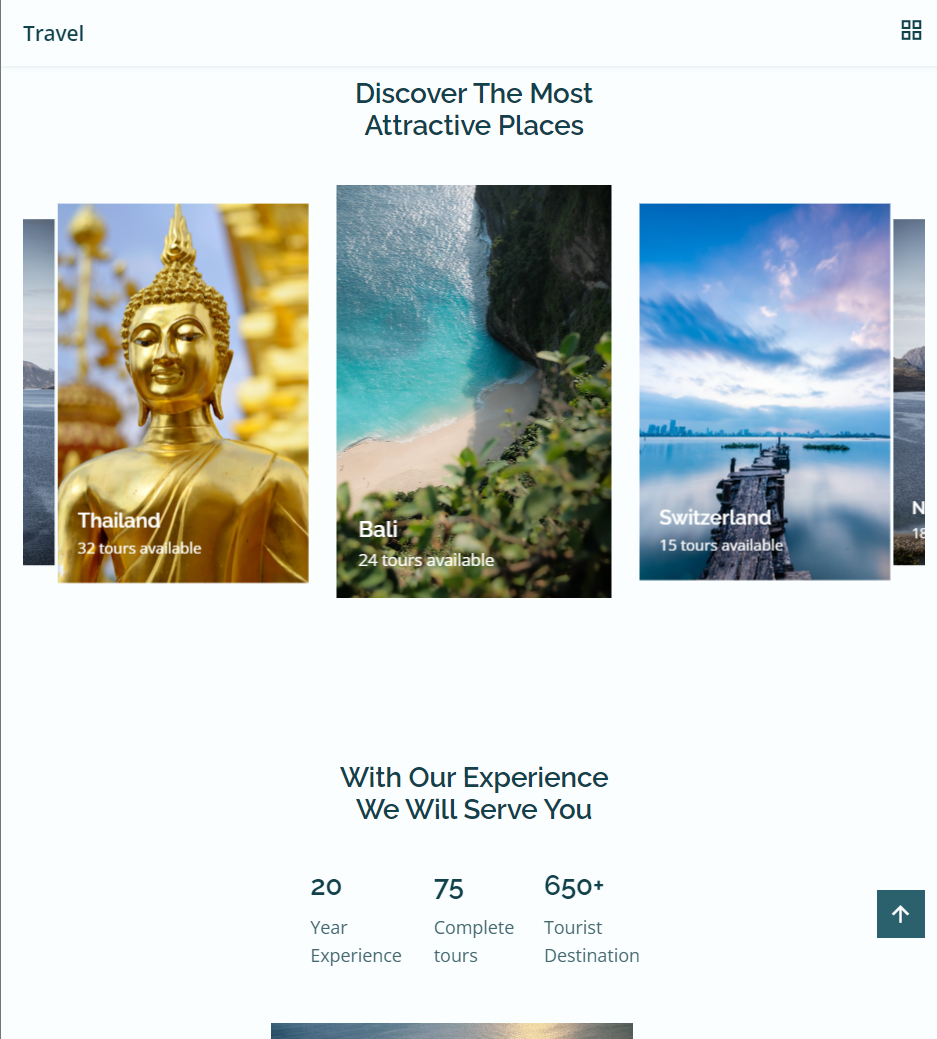 Travel
Discover The Most
Attractive Places
Thailand
32 tours available
Bali
24 tours available
Switzerland
15 tours available
N
18
With Our Experience
We Will Serve You
20
75
650+
Year
Experience
Complete
tours
Tourist
Destination